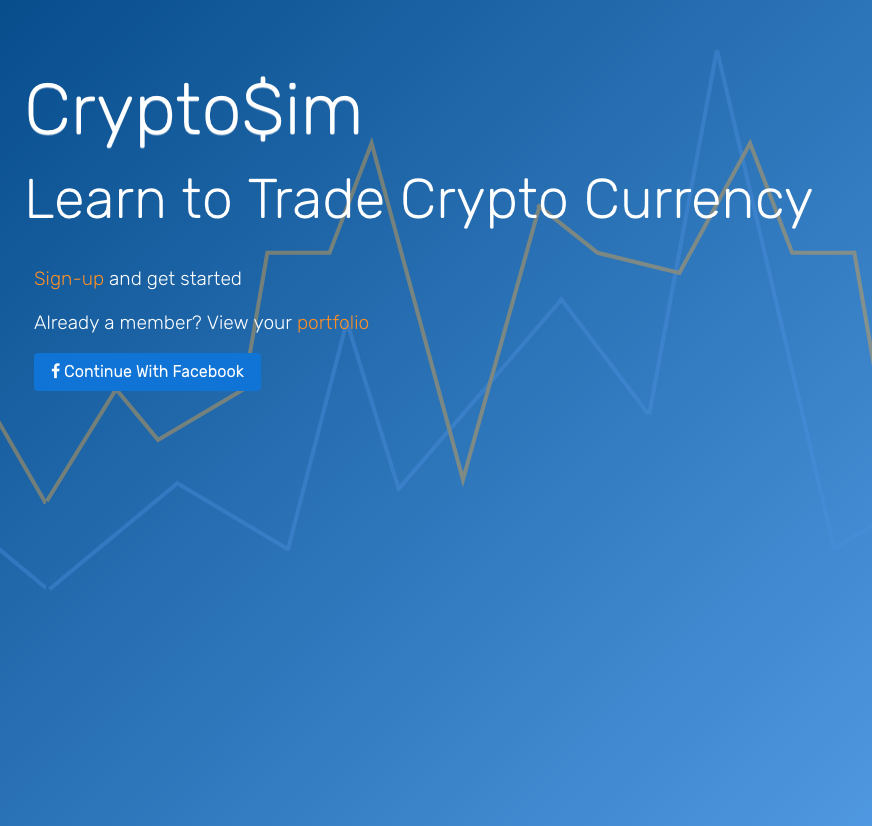 Crypto$im
Learn to Trade Crypto Currency
Sign-up and get started
Already a member? View your portfolio
Continue With Facebook